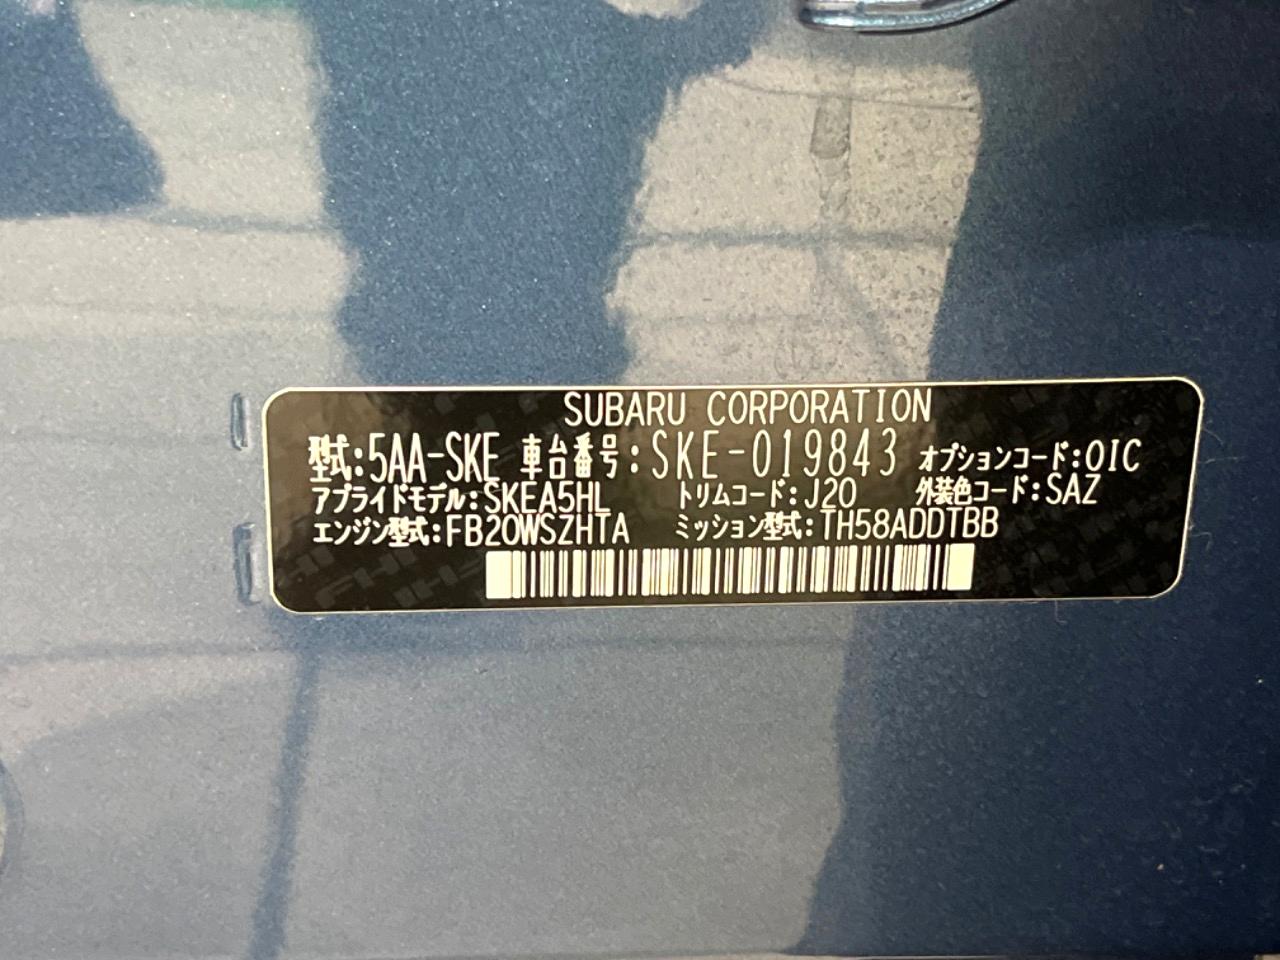 SUBARU CORPORATION
型式:5AA-SKE 車台番号:SKE-019843 オプションコード:OIC
アプライドモデル:SKEA5HL トリムコード:J20 外装色コード:SAZ
エンジン型式:FB20WSZHTA ミッション型式:TH58ADDTBB